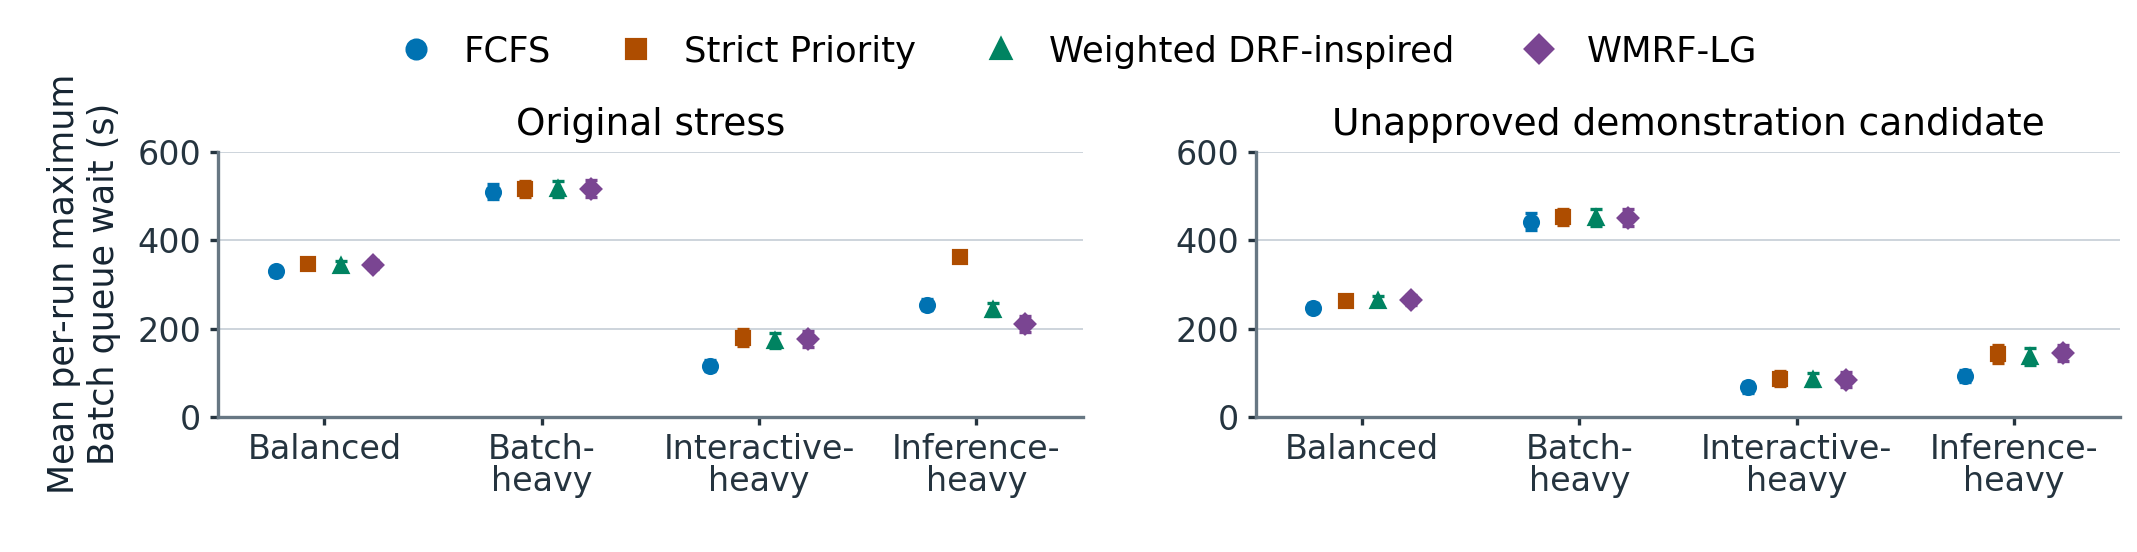 FCFS Strict Priority Weighted DRF-inspired WMRF-LG
Mean per-run maximum
Batch queue wait (s)
Original stress
600
400
200
0
Balanced Batch- Interactive- Inference-
heavy heavy heavy
Unapproved demonstration candidate
600
400
200
0
Balanced Batch- Interactive- Inference-
heavy heavy heavy